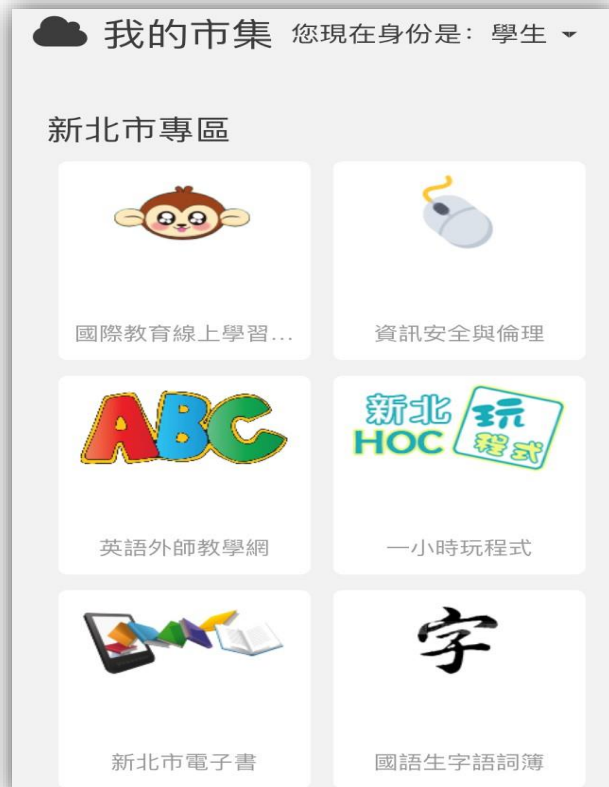 我的市集 您現在身份是: 學生
新北市專區
國際教育線上學習...
資訊安全與倫理
ABC
新北 玩
HOC 程式
英語外師教學網
一小時玩程式
字
新北市電子書
國語生字語詞簿